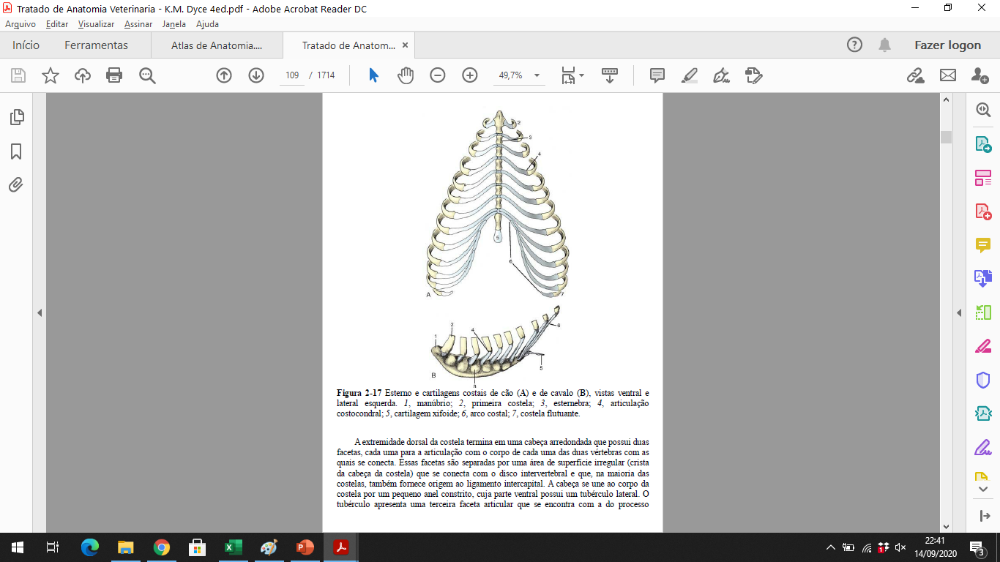 Tratado de Anatomia Veterinaria - K.M. Dyce 4ed.pdf - Adobe Acrobat Reader DC
Arquivo Editar Visualizar Assinar Janela Ajuda
Início Ferramentas Atlas de Anatomia.... Tratado de Anatom... × ? Fazer logon
109 / 1714 49,7%
1
2
3
4
5
6
7
A
1
2
4
6
5
3
B
Figura 2-17 Esterno e cartilagens costais de cão (A) e de cavalo (B), vistas ventral e
lateral esquerda. 1, manúbrio; 2, primeira costela; 3, esternebra; 4, articulação
costocondral; 5, cartilagem xifoide; 6, arco costal; 7, costela flutuante.
A extremidade dorsal da costela termina em uma cabeça arredondada que possui duas
facetas, cada uma para a articulação com o corpo de cada uma das duas vértebras com as
quais se conecta. Essas facetas são separadas por uma área de superfície irregular (crista
da cabeça da costela) que se conecta com o disco intervertebral e que, na maioria das
costelas, também fornece origem ao ligamento intercapital. A cabeça se une ao corpo da
costela por um pequeno anel constrito, cuja parte ventral possui um tubérculo lateral. O
tubérculo apresenta uma terceira faceta articular que se encontra com a do processo
22:41
14/09/2020
3